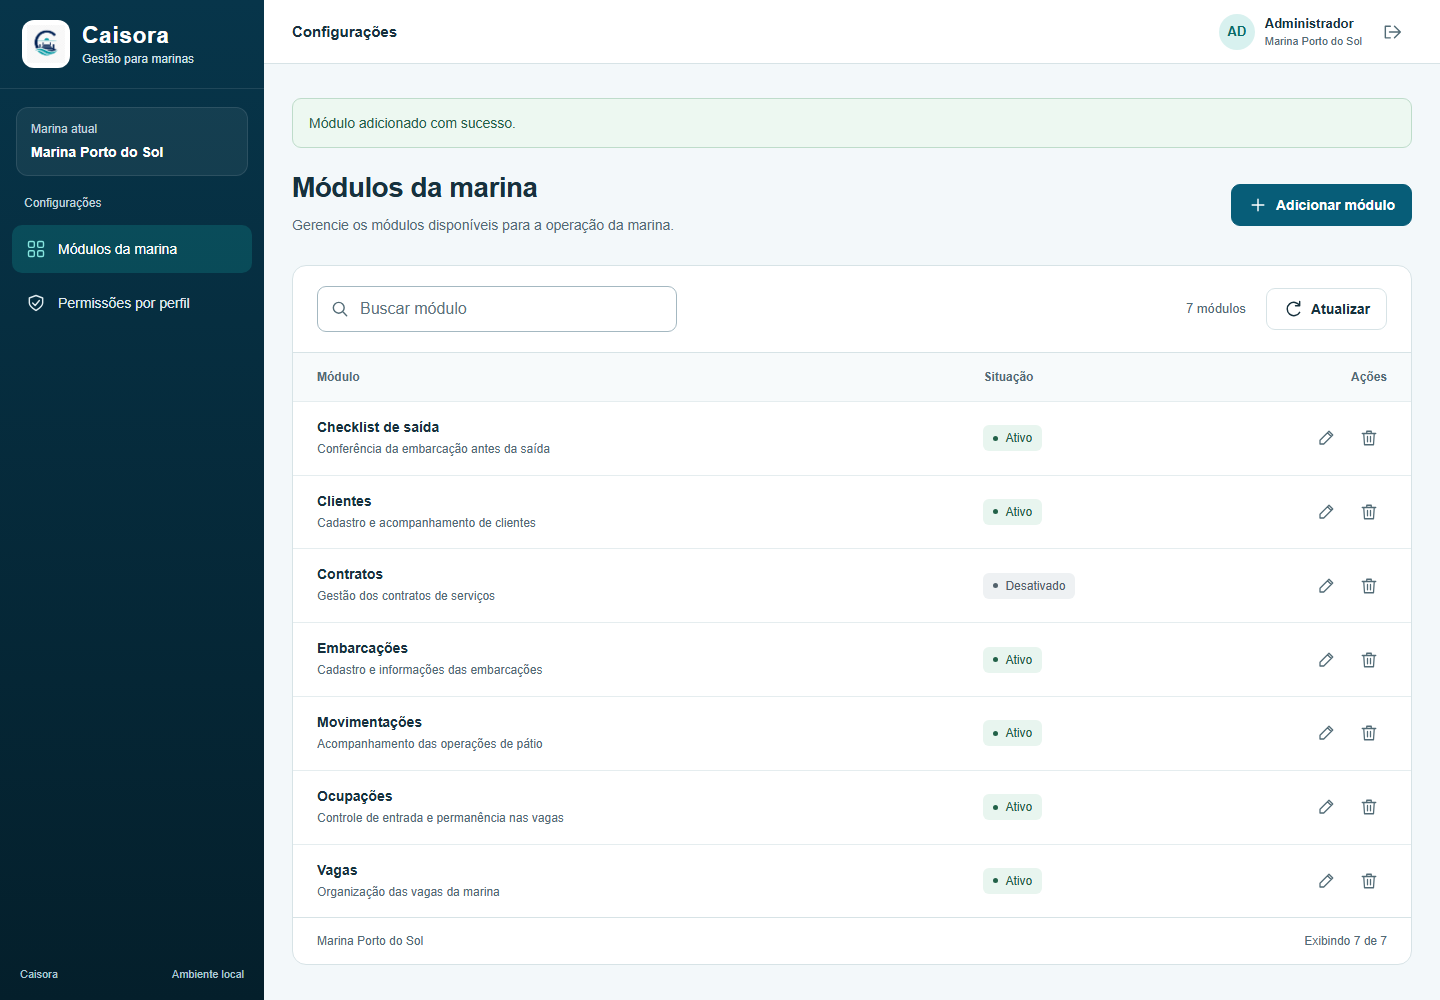 Caisora
Gestão para marinas
Marina atual
Marina Porto do Sol
Configurações
Módulos da marina
Permissões por perfil
Caisora
Ambiente local
Configurações
AD
Administrador
Marina Porto do Sol
Módulo adicionado com sucesso.
Módulos da marina
Gerencie os módulos disponíveis para a operação da marina.
Adicionar módulo
Buscar módulo
7 módulos
Atualizar
Módulo Situação Ações
Checklist de saída
Conferência da embarcação antes da saída
Ativo
Clientes
Cadastro e acompanhamento de clientes
Ativo
Contratos
Gestão dos contratos de serviços
Desativado
Embarcações
Cadastro e informações das embarcações
Ativo
Movimentações
Acompanhamento das operações de pátio
Ativo
Ocupações
Controle de entrada e permanência nas vagas
Ativo
Vagas
Organização das vagas da marina
Ativo
Marina Porto do Sol
Exibindo 7 de 7